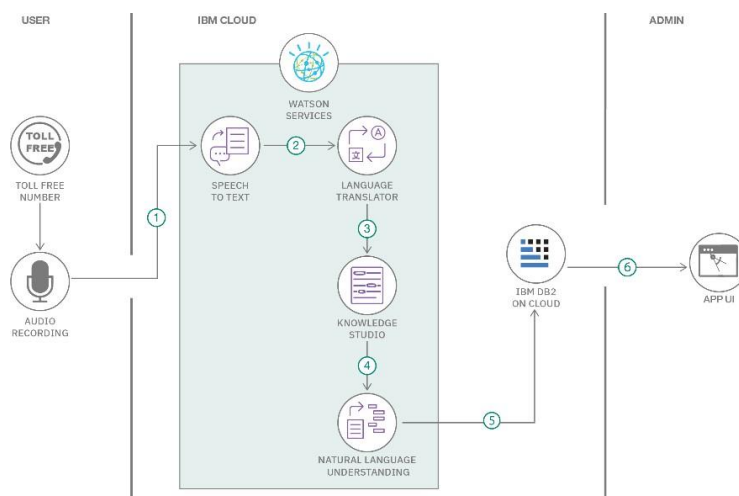 USER
IBM CLOUD
ADMIN
WATSON
SERVICES
TOLL
FREE
TOLL FREE
NUMBER
SPEECH
TO TEXT
2
A
文
LANGUAGE
TRANSLATOR
1
3
AUDIO
RECORDING
KNOWLEDGE
STUDIO
IBM DB2
ON CLOUD
6
APP UI
4
NATURAL LANGUAGE
UNDERSTANDING
5